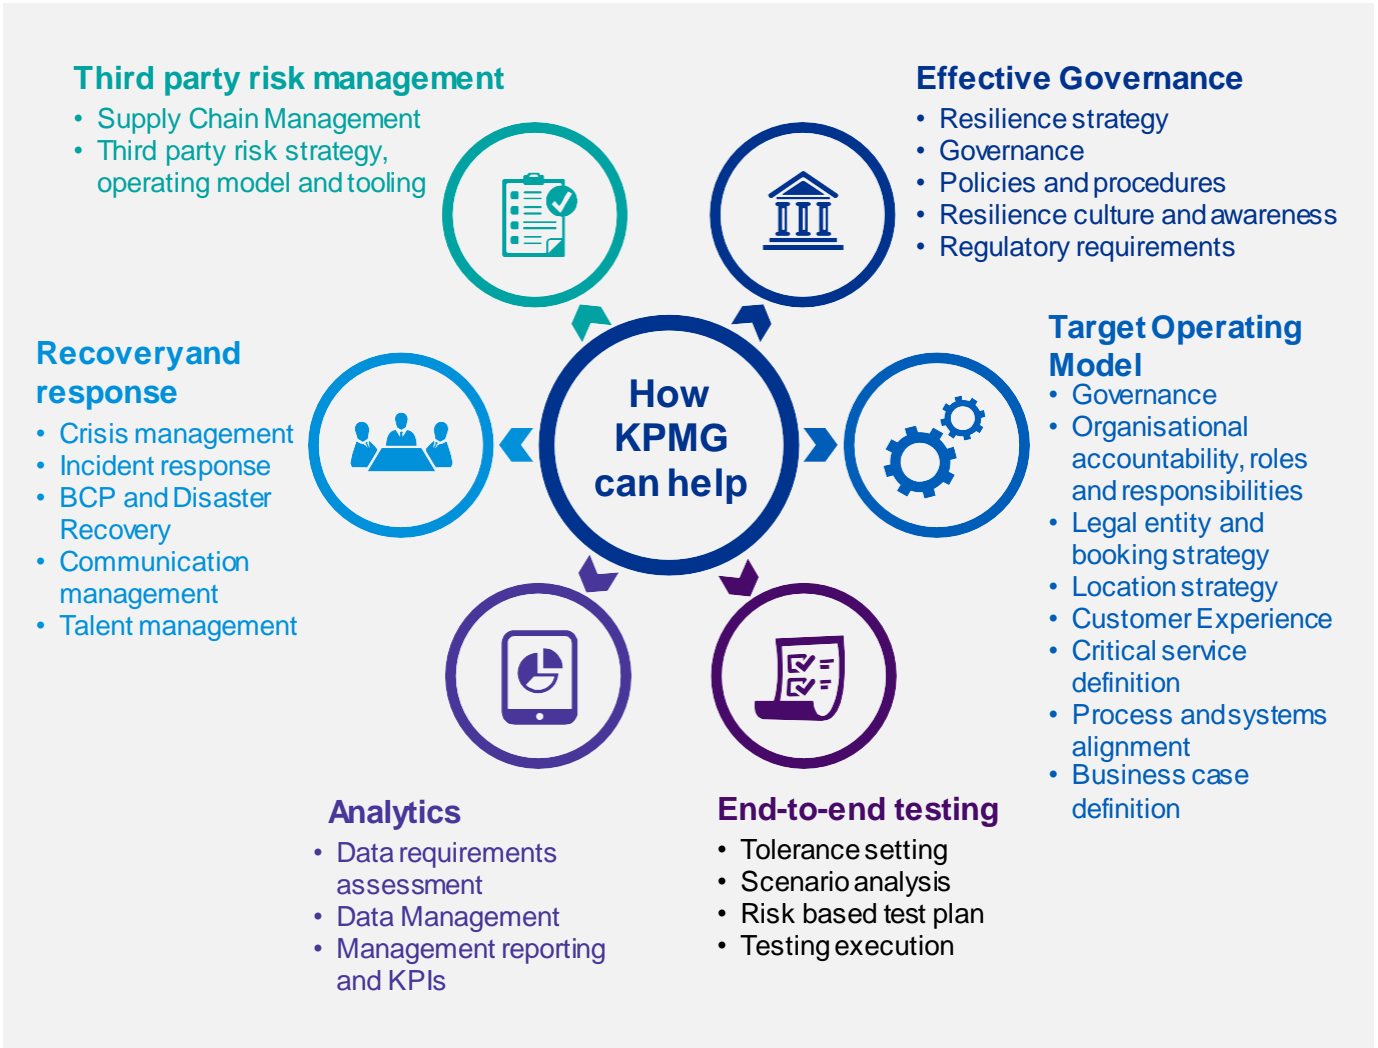 Third party risk management
• Supply Chain Management
• Third party risk strategy,
operating model and tooling
Effective Governance
• Resilience strategy
• Governance
• Policies and procedures
• Resilience culture and awareness
• Regulatory requirements
Recovery and
response
• Crisis management
• Incident response
• BCP and Disaster
Recovery
• Communication
management
• Talent management
How
KPMG
can help
Target Operating
Model
• Governance
• Organisational
accountability, roles
and responsibilities
• Legal entity and
booking strategy
• Location strategy
• Customer Experience
• Critical service
definition
• Process and systems
alignment
• Business case
definition
Analytics
• Data requirements
assessment
• Data Management
• Management reporting
and KPIs
End-to-end testing
• Tolerance setting
• Scenario analysis
• Risk based test plan
• Testing execution